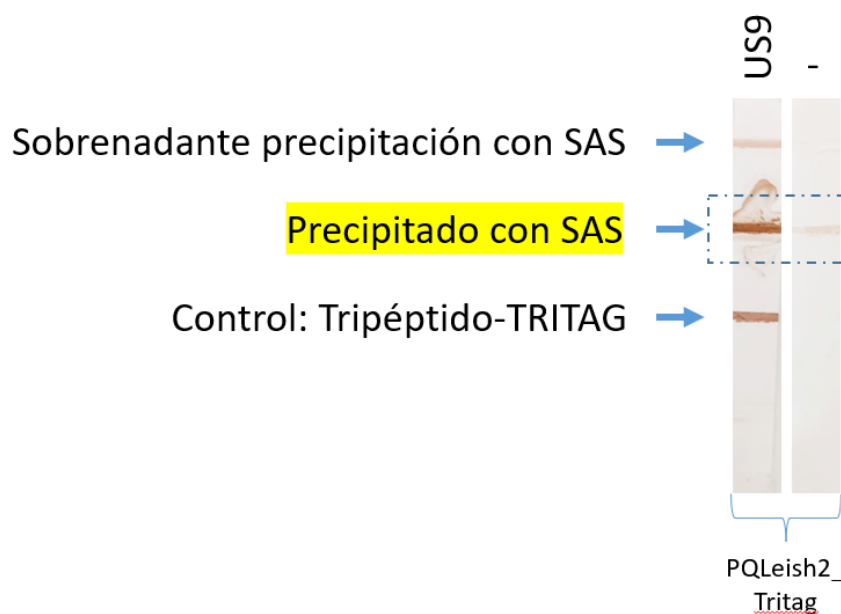 US9 -
Sobrenadante precipitación con SAS
Precipitado con SAS
Control: Tripéptido-TRITAG
PQLeish2_
Tritag